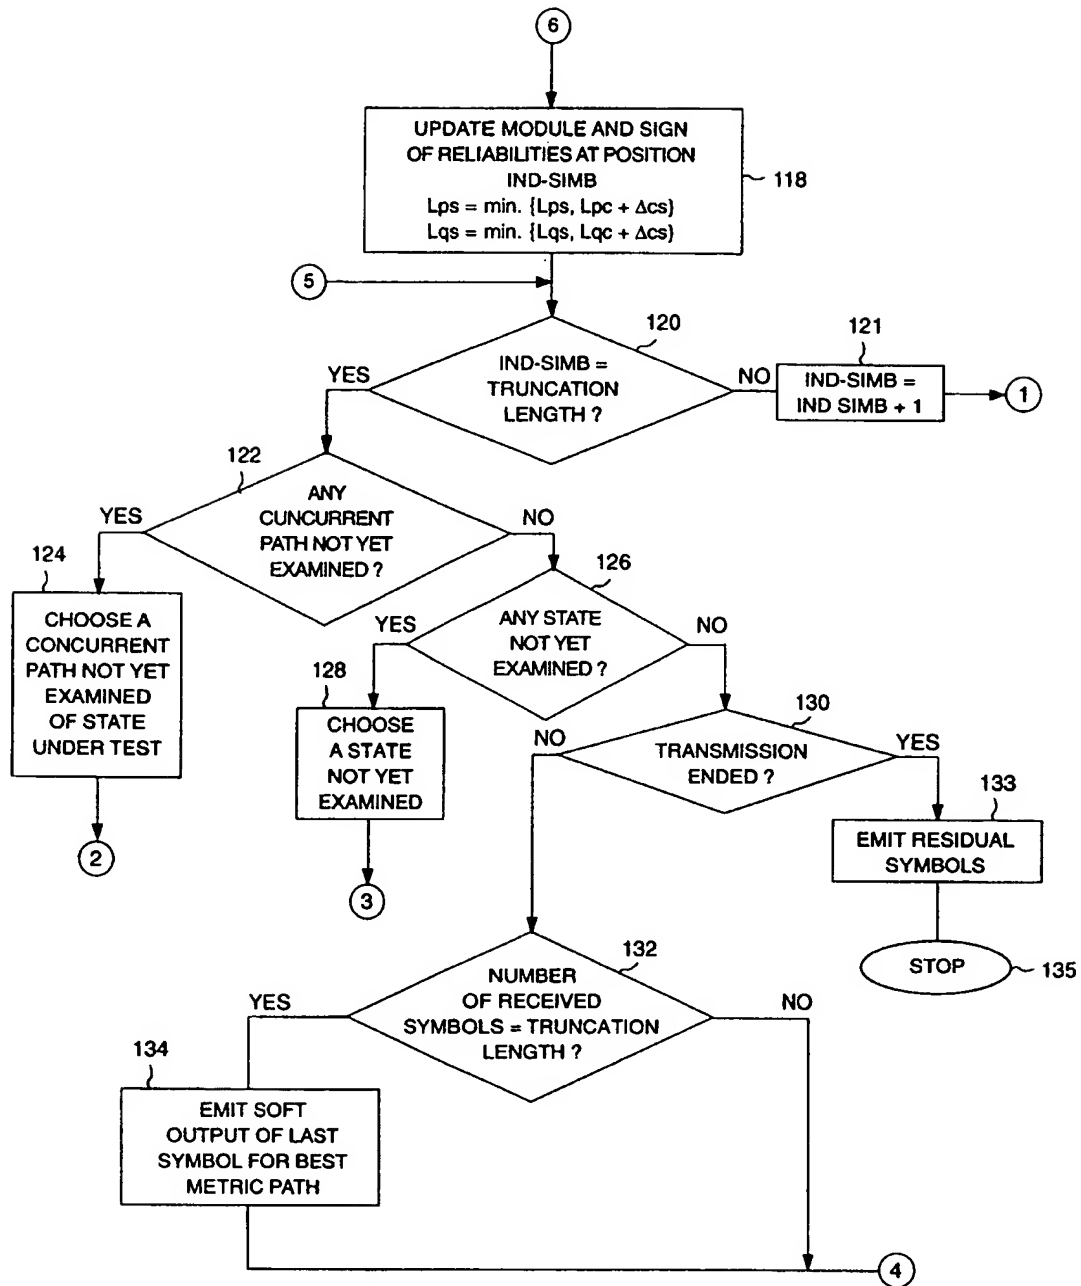 6
UPDATE MODULE AND SIGN
OF RELIABILITIES AT POSITION
IND-SIMB
Lps = min. {Lps, Lpc + Δcs}
Lqs = min. {Lqs, Lqc + Δcs}
118
5
120
IND-SIMB =
TRUNCATION
LENGTH ?
YES
NO
121
IND-SIMB =
IND SIMB + 1
1
122
ANY
CUNCURRENT
PATH NOT YET
EXAMINED ?
YES
NO
124
CHOOSE A
CONCURRENT
PATH NOT YET
EXAMINED
OF STATE
UNDER TEST
2
126
ANY STATE
NOT YET
EXAMINED ?
YES
NO
128
CHOOSE
A STATE
NOT YET
EXAMINED
3
130
TRANSMISSION
ENDED ?
NO
YES
133
EMIT RESIDUAL
SYMBOLS
STOP
135
132
NUMBER
OF RECEIVED
SYMBOLS = TRUNCATION
LENGTH ?
YES
NO
134
EMIT SOFT
OUTPUT OF LAST
SYMBOL FOR BEST
METRIC PATH
4